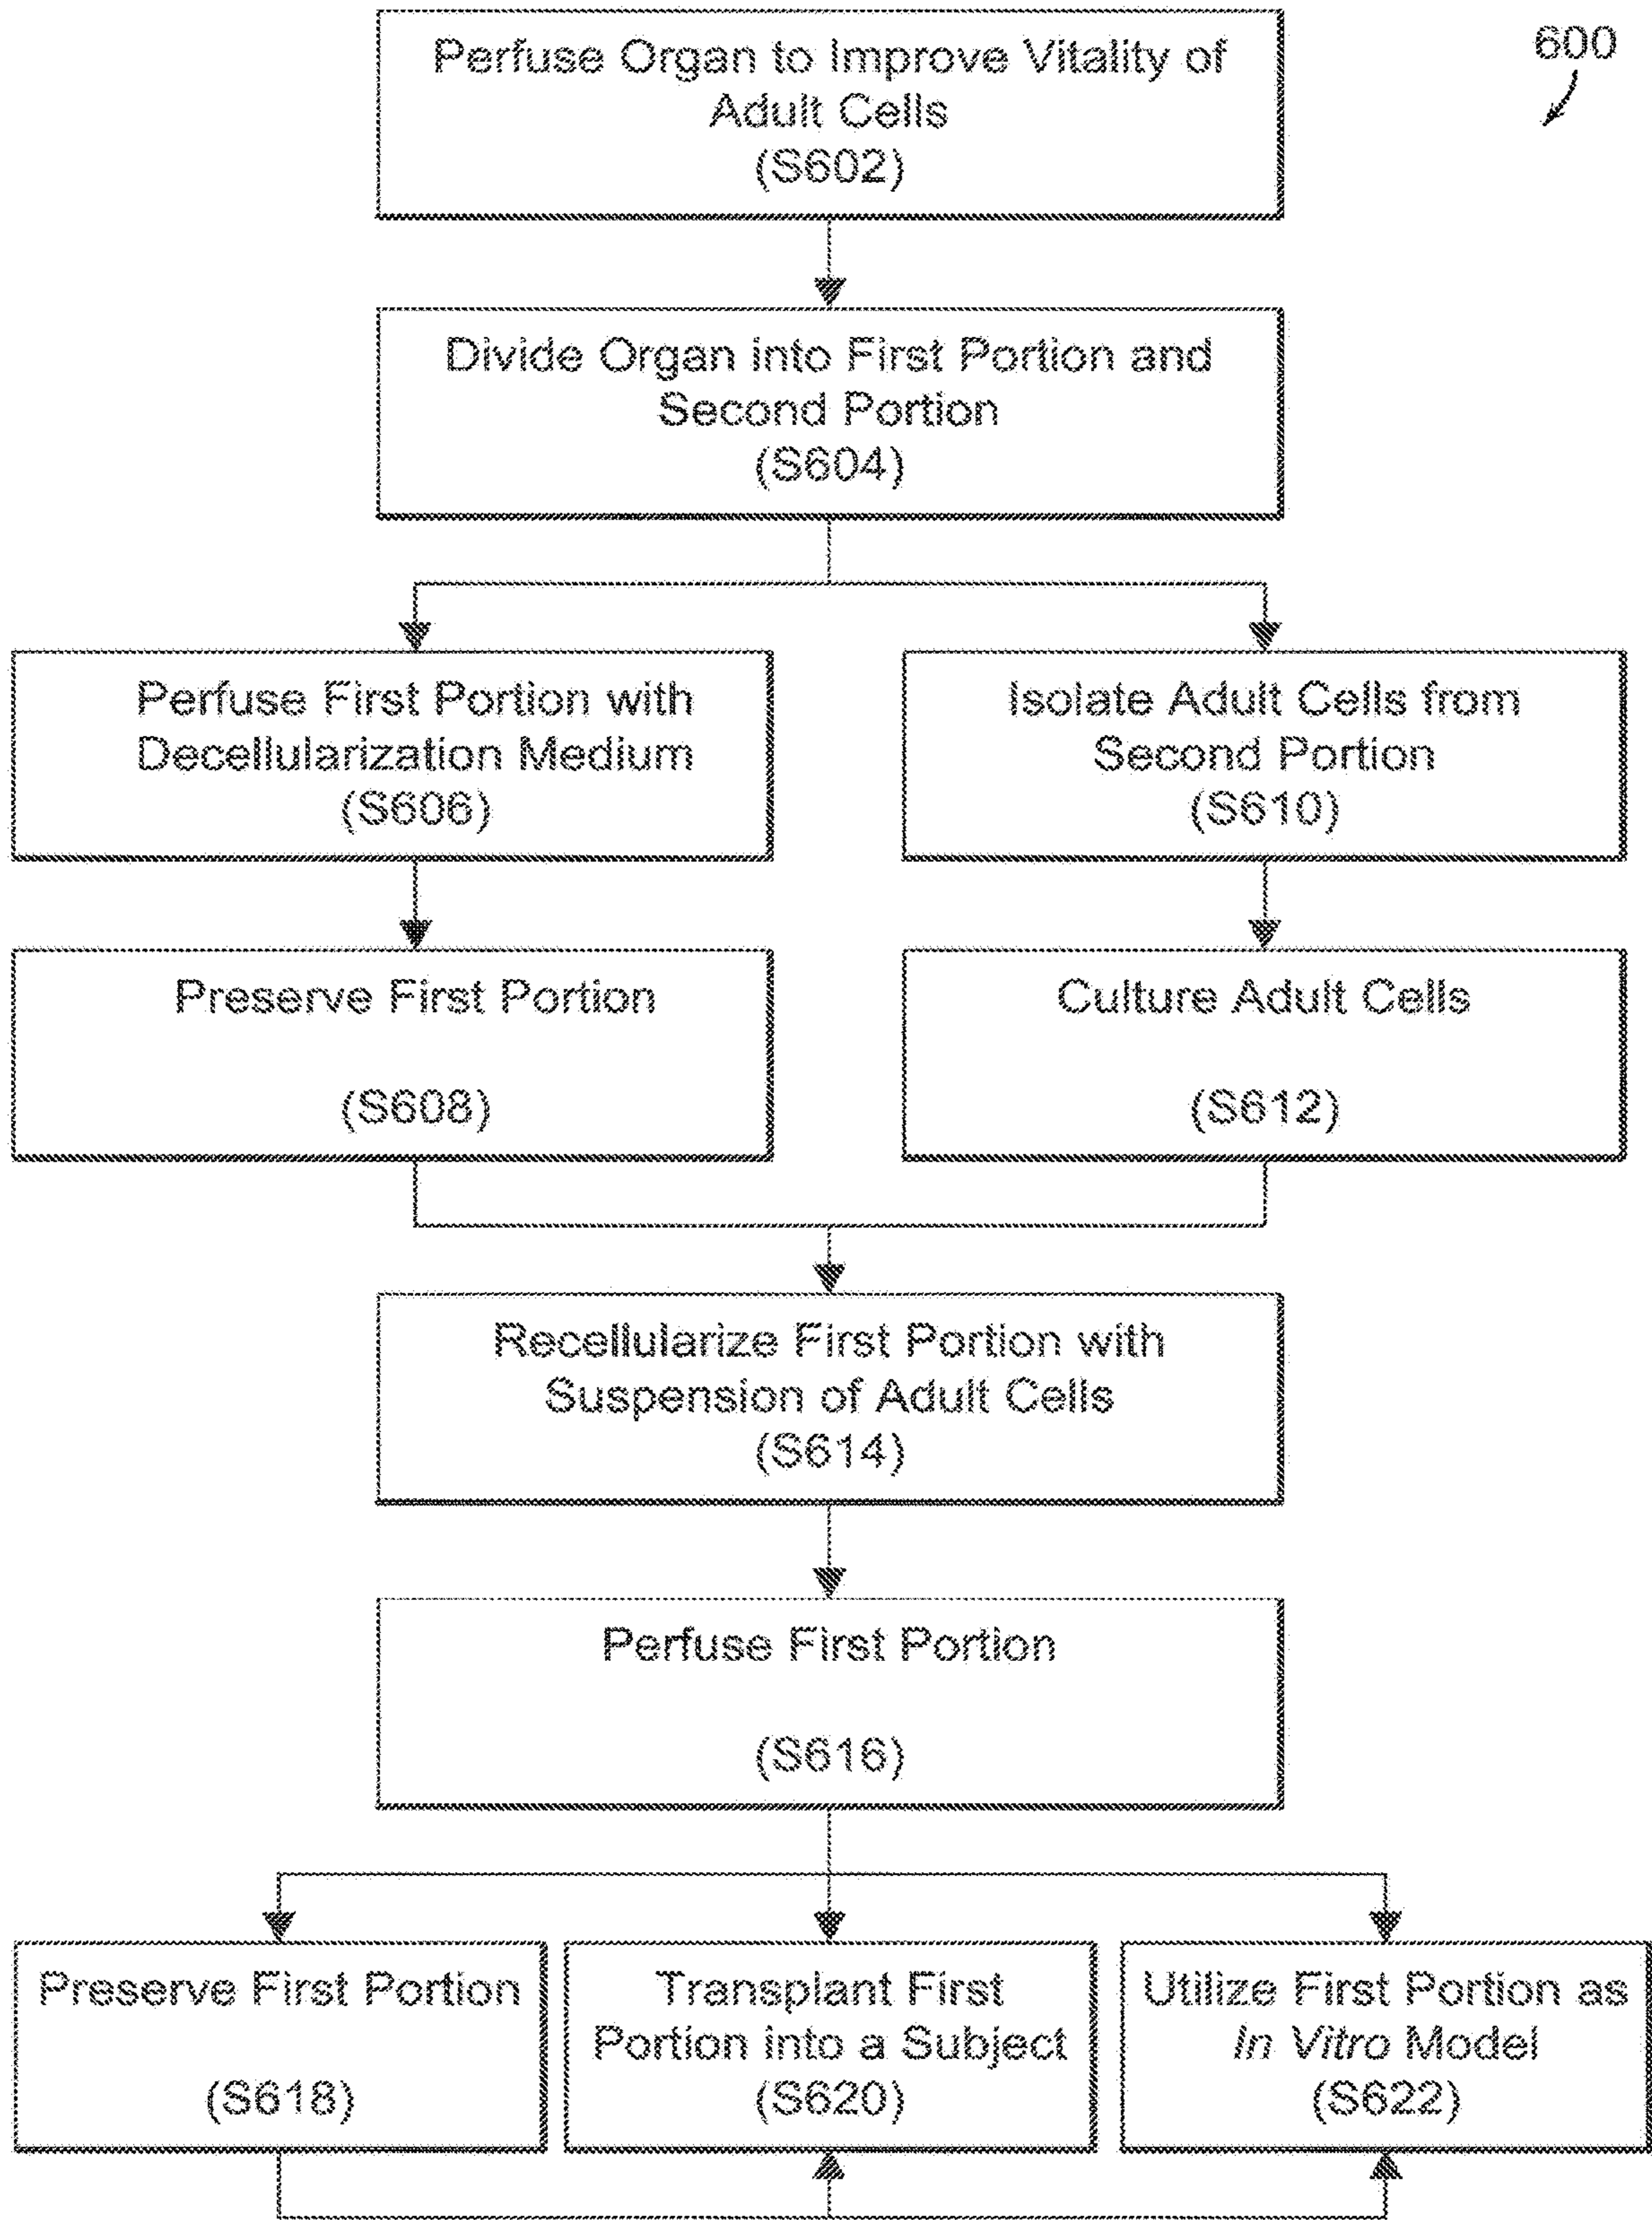 600
Perfuse Organ to Improve Vitality of
Adult Cells
(S602)
Divide Organ into First Portion and
Second Portion
(S604)
Perfuse First Portion with
Decellularization Medium
(S606)
Isolate Adult Cells from
Second Portion
(S610)
Preserve First Portion
(S608)
Culture Adult Cells
(S612)
Recellularize First Portion with
Suspension of Adult Cells
(S614)
Perfuse First Portion
(S616)
Preserve First Portion
(S618)
Transplant First
Portion into a Subject
(S620)
Utilize First Portion as
In Vitro Model
(S622)